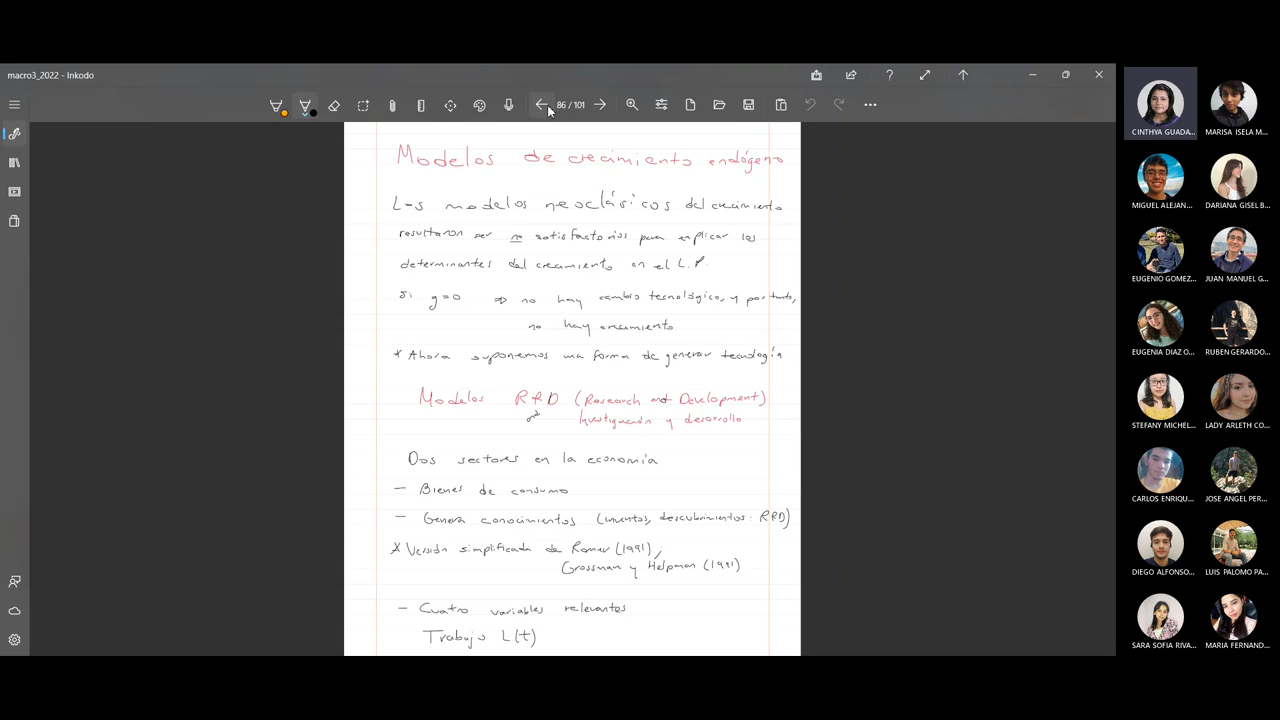 macro3_2022 - Inkodo
86 / 101
Modelos de crecimiento endógeno
Los modelos neoclásicos del crecimiento
resultaron ser no satisfactorios para explicar los
determinantes del crecimiento en el L.P.
Si g=0 ⇒ no hay cambio tecnológico, y por tanto,
no hay crecimiento
* Ahora suponemos una forma de generar tecnología
Modelos R&D (Research and Development)
and Investigación y desarrollo
Dos sectores en la economía
- Bienes de consumo
- Genera conocimientos (inventos, descubrimientos: R&D)
* Versión simplificada de Romer (1991),
Grossman y Helpman (1991)
- Cuatro variables relevantes
Trabajo L(t)
CINTHYA GUADA...
MARISA ISELA M...
MIGUEL ALEJAN...
DARIANA GISEL B...
EUGENIO GOMEZ...
JUAN MANUEL G...
EUGENIA DIAZ O...
RUBEN GERARDO...
STEFANY MICHEL...
LADY ARLETH CO...
CARLOS ENRIQU...
JOSE ANGEL PER...
DIEGO ALFONSO...
LUIS PALOMO PA...
SARA SOFIA RIVA...
MARIA FERNAND...